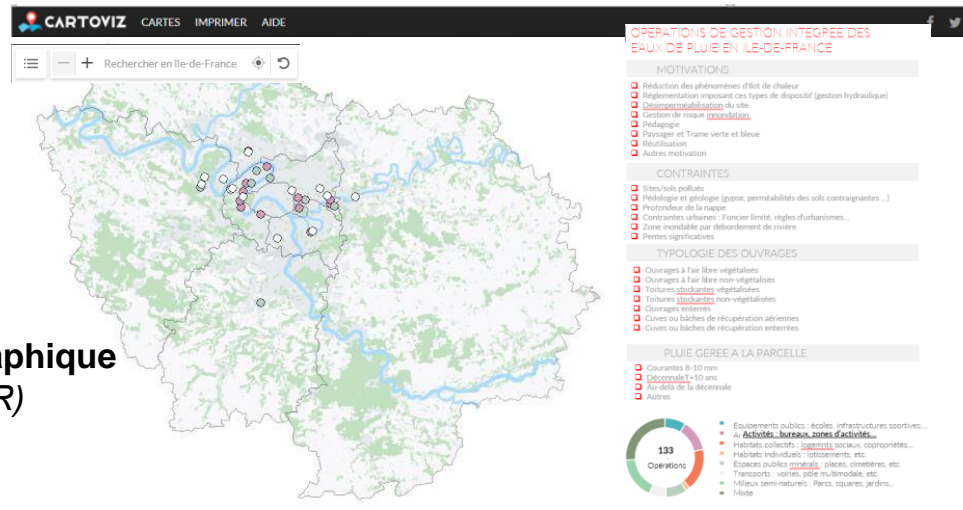 CARTOVIZ CARTES IMPRIMER AIDE
Rechercher en île-de-France
OPERATIONS DE GESTION INTEGREE DES
EAUX DE PLUIE EN ILE-DE-FRANCE
MOTIVATIONS
Réduction des phénomènes d'îlot de chaleur
Réglementation imposant ces types de dispositif (gestion hydraulique)
Désimperméabilisation du site
Gestion de risque innondation
Pédagogie
Paysager et Trame verte et bleue
Réutilisation
Autres motivation
CONTRAINTES
Sites/sols pollués
Pédologie et géologie (gypse, perméabilités des sols contraignantes ...)
Profondeur de la nappe
Contraintes urbaines : Foncier limité, règles d'urbanismes...
Zone inondable par débordement de rivière
Pentes significatives
TYPOLOGIE DES OUVRAGES
Ouvrages à l'air libre végétalisés
Ouvrages à l'air libre non-végétalisés
Toitures stockantes végétalisées
Toitures stockantes non-végétalisées
Ouvrages enterrés
Cuves ou bâches de récupération aériennes
Cuves ou bâches de récupération enterrées
PLUIE GEREE A LA PARCELLE
Courantes 8-10 mm
DécennaleT=10 ans
Au-delà de la décennale
Autres
aphique
R)
133
Opérations
Equipements publics : écoles, infrastructures sportives...
Activités : bureaux, zones d'activités...
Habitats collectifs : logemnts sociaux, copropriétés...
Habitats individuels : lotissements, etc.
Espaces publics minérals : places, cimetières, etc.
Transports : voiries, pôle multimodale, etc.
Milieux semi-naturels : Parcs, squares, jardins...
Mixte